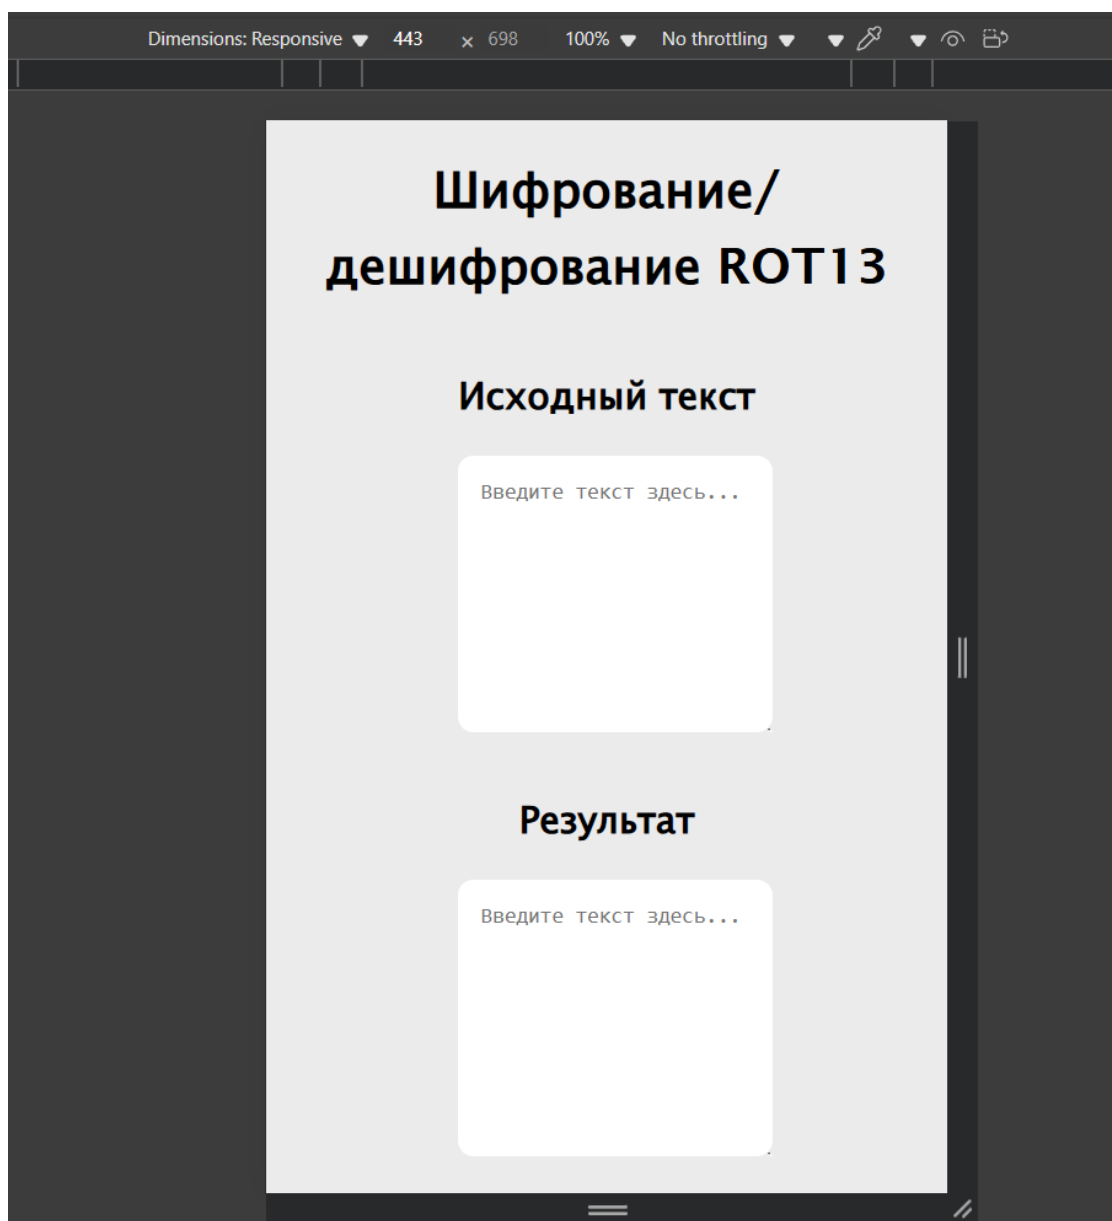 Dimensions: Responsive 443 × 698 100% No throttling
Шифрование/
дешифрование ROT13
Исходный текст
Введите текст здесь...
Результат
Введите текст здесь...